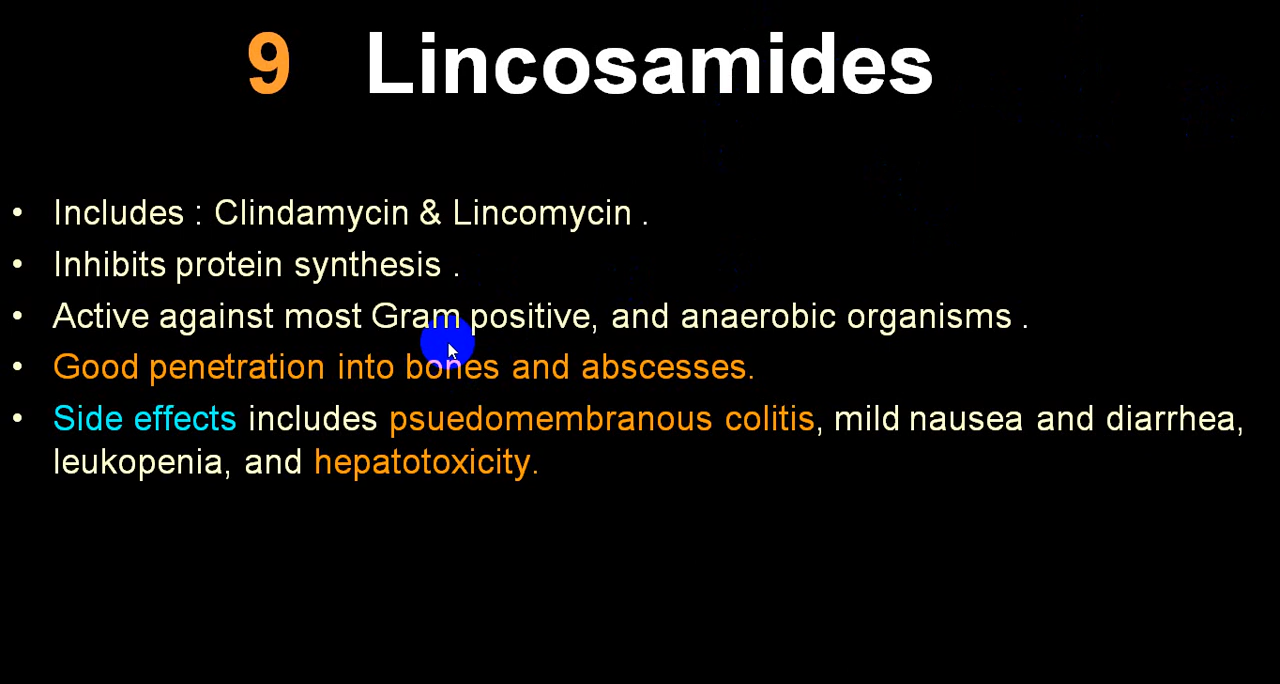 9 Lincosamides
• Includes : Clindamycin & Lincomycin .
• Inhibits protein synthesis .
• Active against most Gram positive, and anaerobic organisms .
• Good penetration into bones and abscesses.
• Side effects includes psuedomembranous colitis, mild nausea and diarrhea,
leukopenia, and hepatotoxicity.